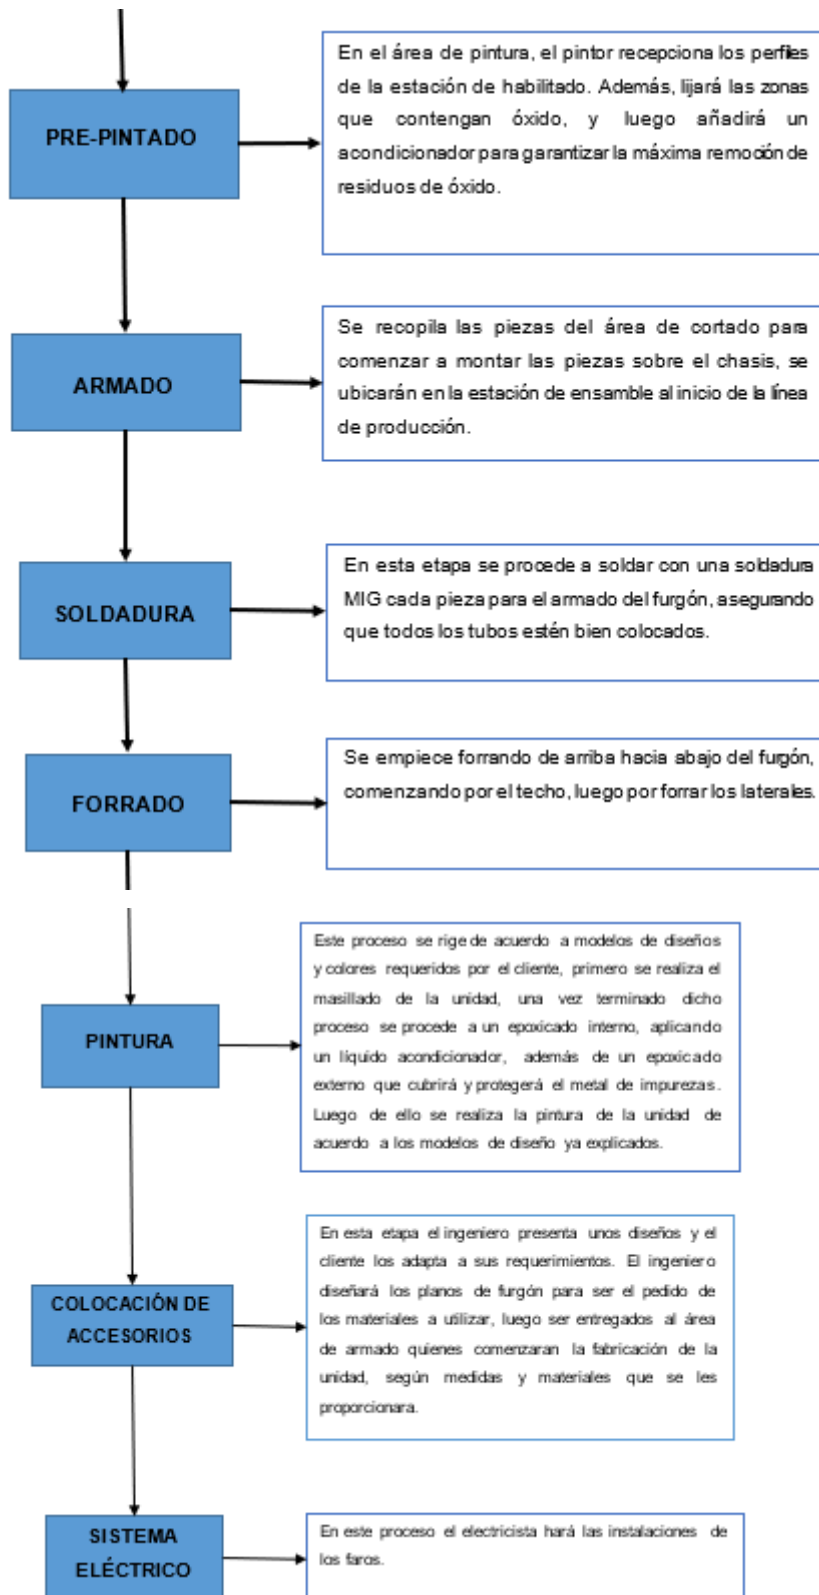 PRE-PINTADO
En el área de pintura, el pintor recepciona los perfiles
de la estación de habilitado. Además, lijará las zonas
que contengan óxido, y luego añadirá un
acondicionador para garantizar la máxima remoción de
residuos de óxido.
ARMADO
Se recopila las piezas del área de cortado para
comenzar a montar las piezas sobre el chasis, se
ubicarán en la estación de ensamble al inicio de la línea
de producción.
SOLDADURA
En esta etapa se procede a soldar con una soldadura
MIG cada pieza para el armado del furgón, asegurando
que todos los tubos estén bien colocados.
FORRADO
Se empiece forrando de arriba hacia abajo del furgón,
comenzando por el techo, luego por forrar los laterales.
PINTURA
Este proceso se rige de acuerdo a modelos de diseños
y colores requeridos por el cliente, primero se realiza el
masillado de la unidad, una vez terminado dicho
proceso se procede a un epoxicado interno, aplicando
un líquido acondicionador, además de un epoxicado
externo que cubrirá y protegerá el metal de impurezas.
Luego de ello se realiza la pintura de la unidad de
acuerdo a los modelos de diseño ya explicados.
COLOCACIÓN DE
ACCESORIOS
En esta etapa el ingeniero presenta unos diseños y el
cliente los adapta a sus requerimientos. El ingeniero
diseñará los planos de furgón para ser el pedido de
los materiales a utilizar, luego ser entregados al área
de armado quienes comenzaran la fabricación de la
unidad, según medidas y materiales que se les
proporcionara.
SISTEMA
ELÉCTRICO
En este proceso el electricista hará las instalaciones de
los faros.